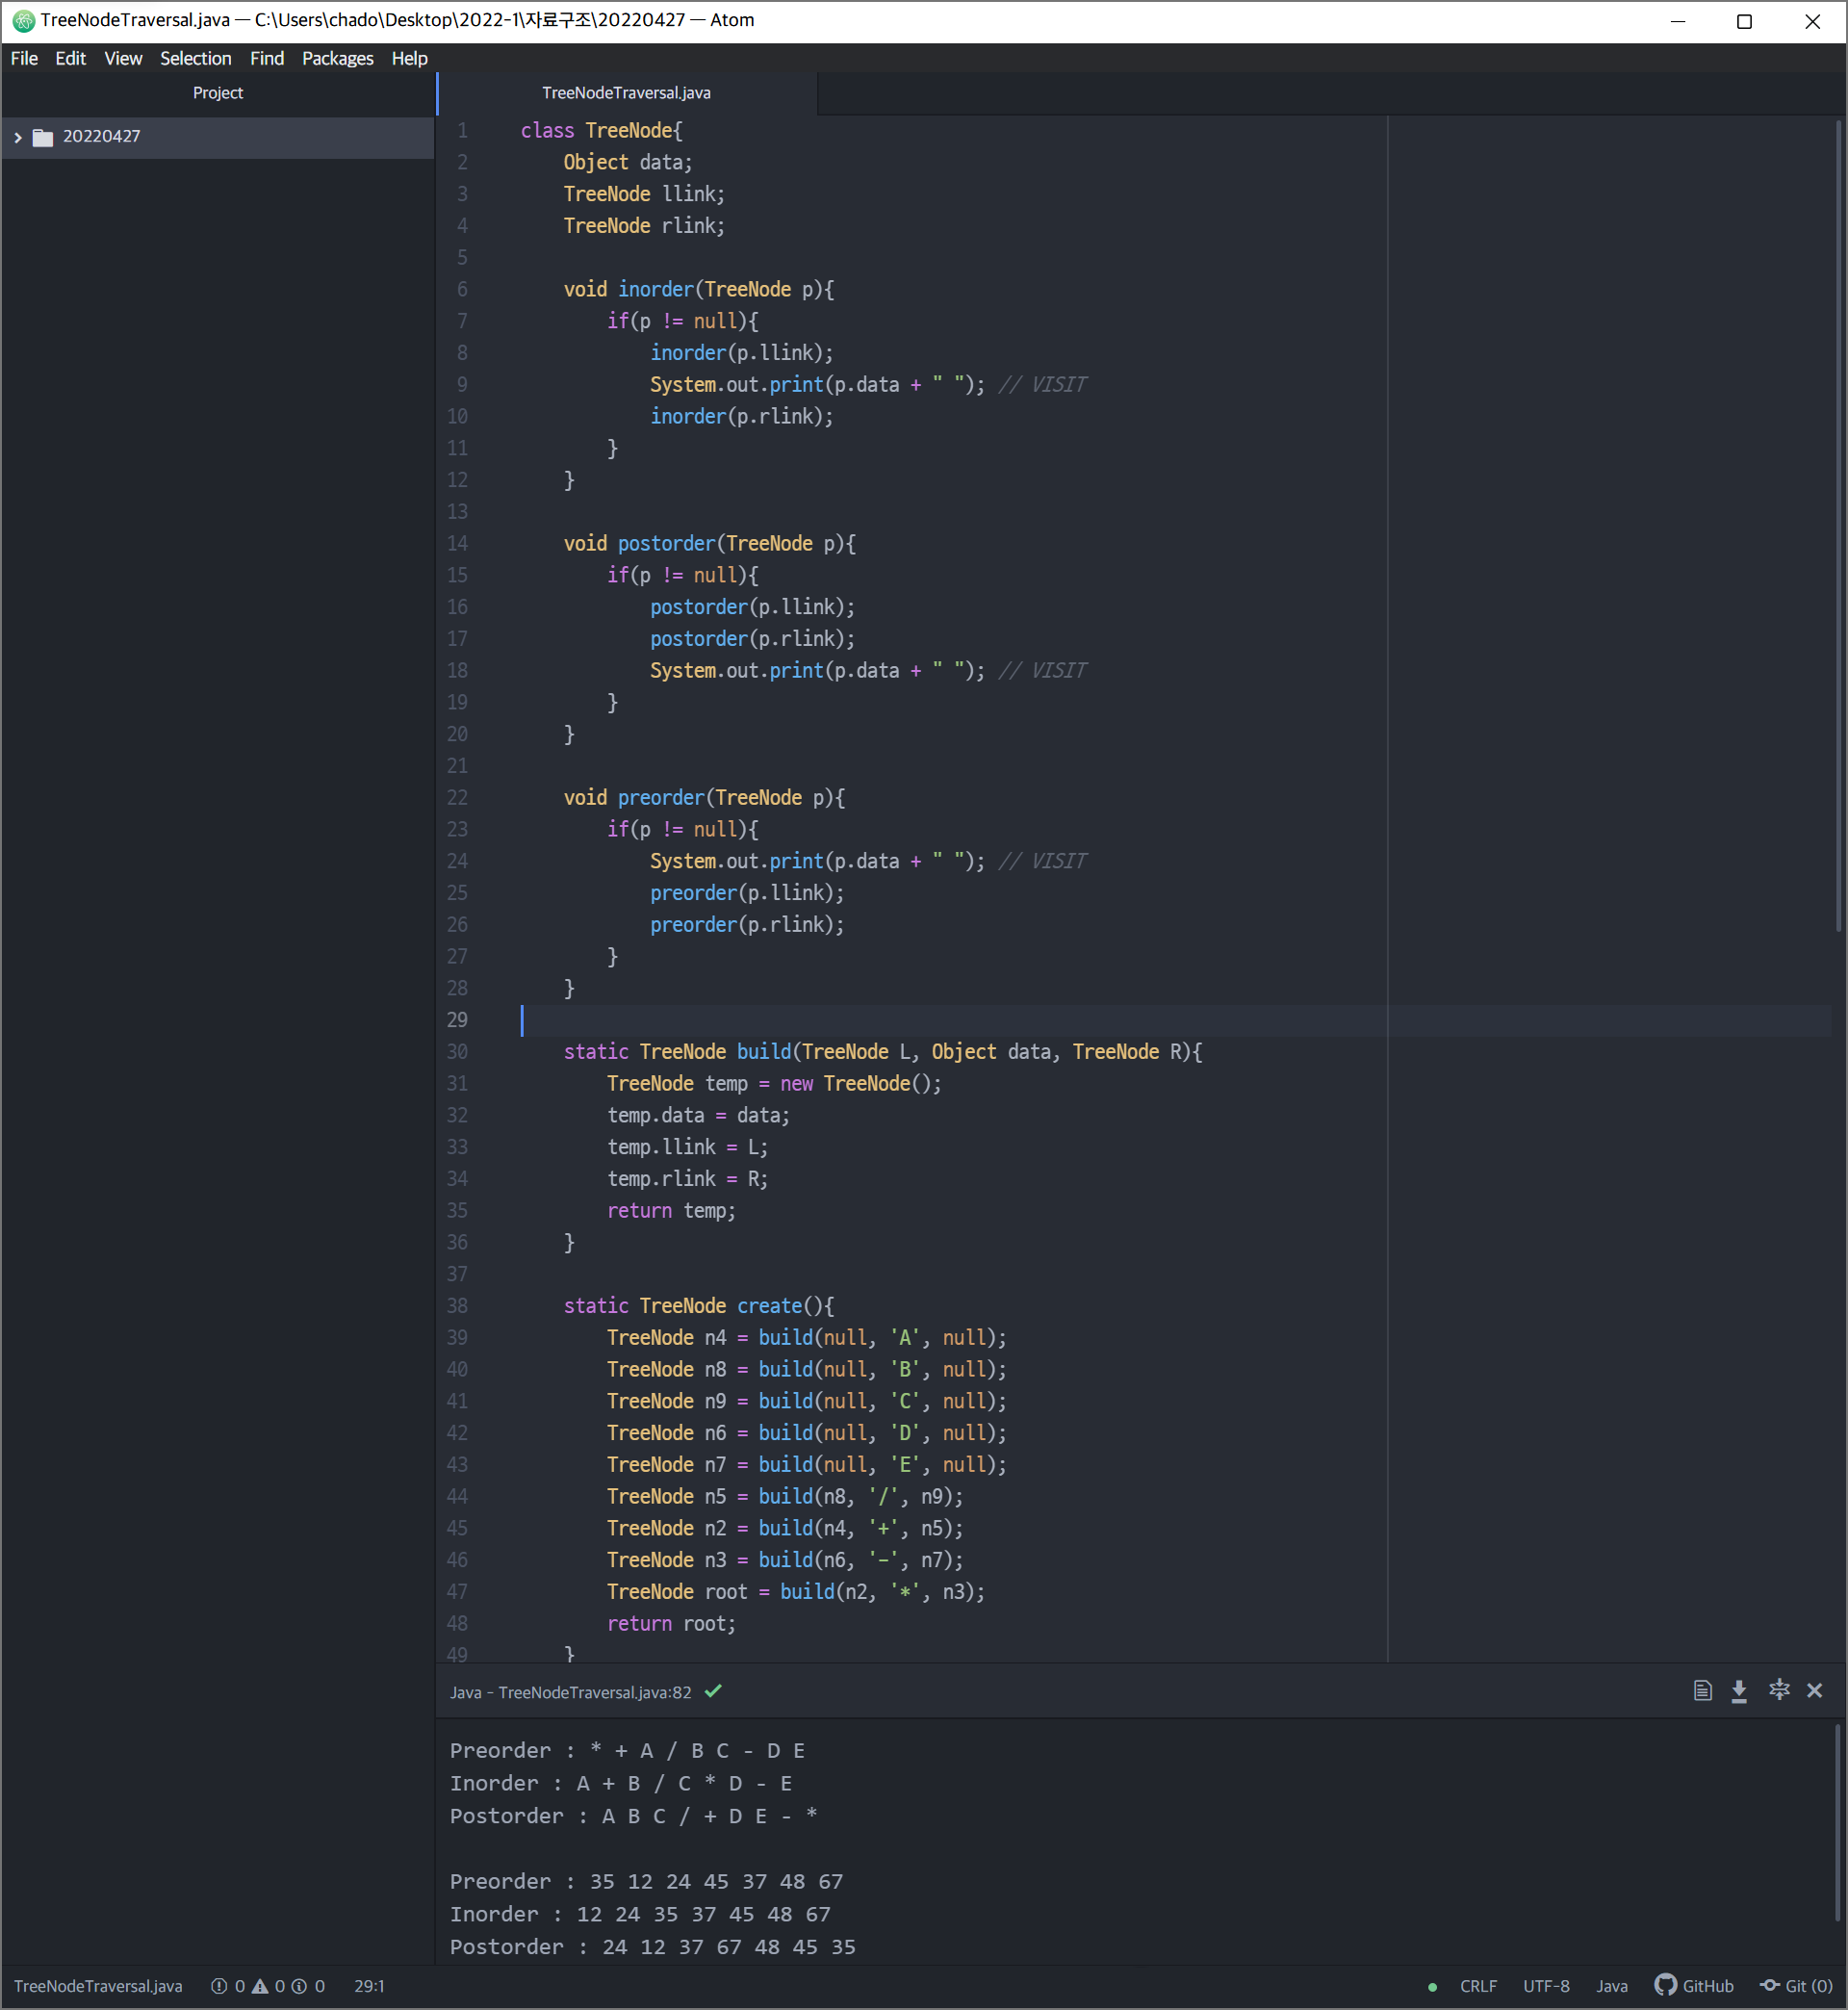 TreeNodeTraversal.java — C:\Users\chado\Desktop\2022-1\자료구조\20220427 — Atom
File Edit View Selection Find Packages Help
Project
20220427
TreeNodeTraversal.java
1 class TreeNode{
2     Object data;
3     TreeNode llink;
4     TreeNode rlink;
5
6     void inorder(TreeNode p){
7         if(p != null){
8             inorder(p.llink);
9             System.out.print(p.data + " "); // VISIT
10             inorder(p.rlink);
11         }
12     }
13
14     void postorder(TreeNode p){
15         if(p != null){
16             postorder(p.llink);
17             postorder(p.rlink);
18             System.out.print(p.data + " "); // VISIT
19         }
20     }
21
22     void preorder(TreeNode p){
23         if(p != null){
24             System.out.print(p.data + " "); // VISIT
25             preorder(p.llink);
26             preorder(p.rlink);
27         }
28     }
29
30     static TreeNode build(TreeNode L, Object data, TreeNode R){
31         TreeNode temp = new TreeNode();
32         temp.data = data;
33         temp.llink = L;
34         temp.rlink = R;
35         return temp;
36     }
37
38     static TreeNode create(){
39         TreeNode n4 = build(null, 'A', null);
40         TreeNode n8 = build(null, 'B', null);
41         TreeNode n9 = build(null, 'C', null);
42         TreeNode n6 = build(null, 'D', null);
43         TreeNode n7 = build(null, 'E', null);
44         TreeNode n5 = build(n8, '/', n9);
45         TreeNode n2 = build(n4, '+', n5);
46         TreeNode n3 = build(n6, '-', n7);
47         TreeNode root = build(n2, '*', n3);
48         return root;
49     }
Java - TreeNodeTraversal.java:82
Preorder : * + A / B C - D E
Inorder : A + B / C * D - E
Postorder : A B C / + D E - *

Preorder : 35 12 24 45 37 48 67
Inorder : 12 24 35 37 45 48 67
Postorder : 24 12 37 67 48 45 35
TreeNodeTraversal.java 0 0 0 29:1 CRLF UTF-8 Java GitHub Git (0)